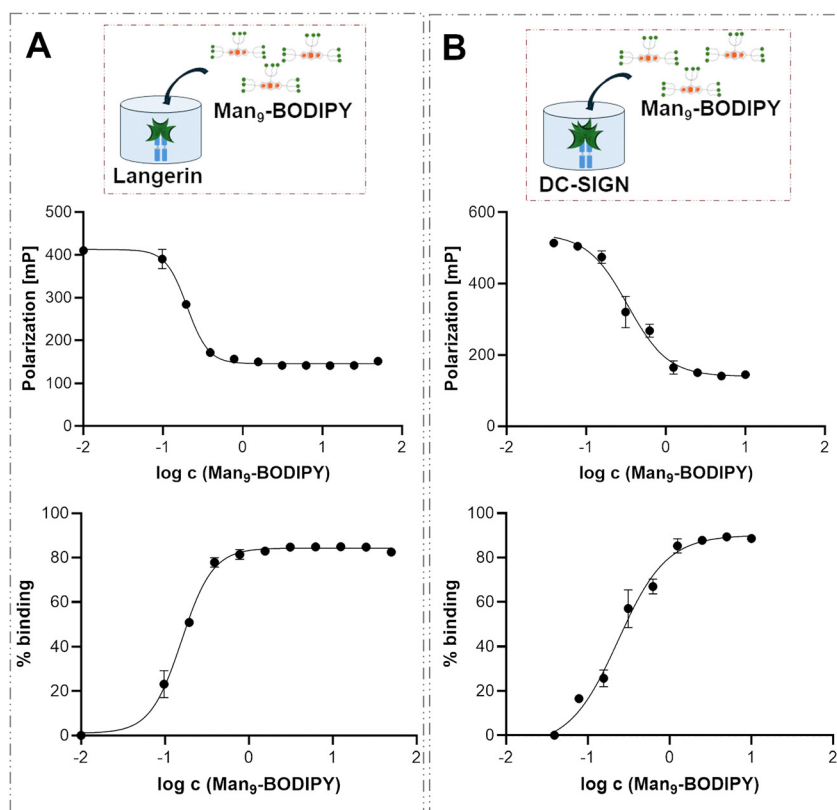 A
Man₉-BODIPY
Langerin
500
400
300
200
100
0
Polarization [mP]
-2 -1 0 1 2
log c (Man₉-BODIPY)
100
80
60
40
20
0
% binding
-2 -1 0 1 2
log c (Man₉-BODIPY)
B
Man₉-BODIPY
DC-SIGN
600
400
200
0
Polarization [mP]
-2 -1 0 1 2
log c (Man₉-BODIPY)
100
80
60
40
20
0
% binding
-2 -1 0 1 2
log c (Man₉-BODIPY)